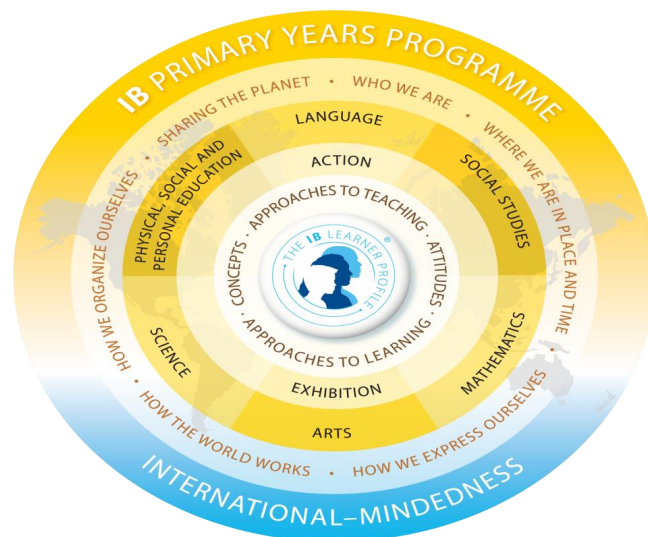 IB PRIMARY YEARS PROGRAMME
SHARING THE PLANET · WHO WE ARE · WHERE WE ARE IN PLACE AND TIME · HOW WE EXPRESS OURSELVES · HOW THE WORLD WORKS · HOW WE ORGANIZE OURSELVES ·
LANGUAGE
SOCIAL STUDIES
MATHEMATICS
ARTS
SCIENCE
PHYSICAL, SOCIAL AND
PERSONAL EDUCATION
ACTION
EXHIBITION
· APPROACHES TO TEACHING · ATTITUDES · APPROACHES TO LEARNING · CONCEPTS
THE IB LEARNER PROFILE
®
INTERNATIONAL–MINDEDNESS